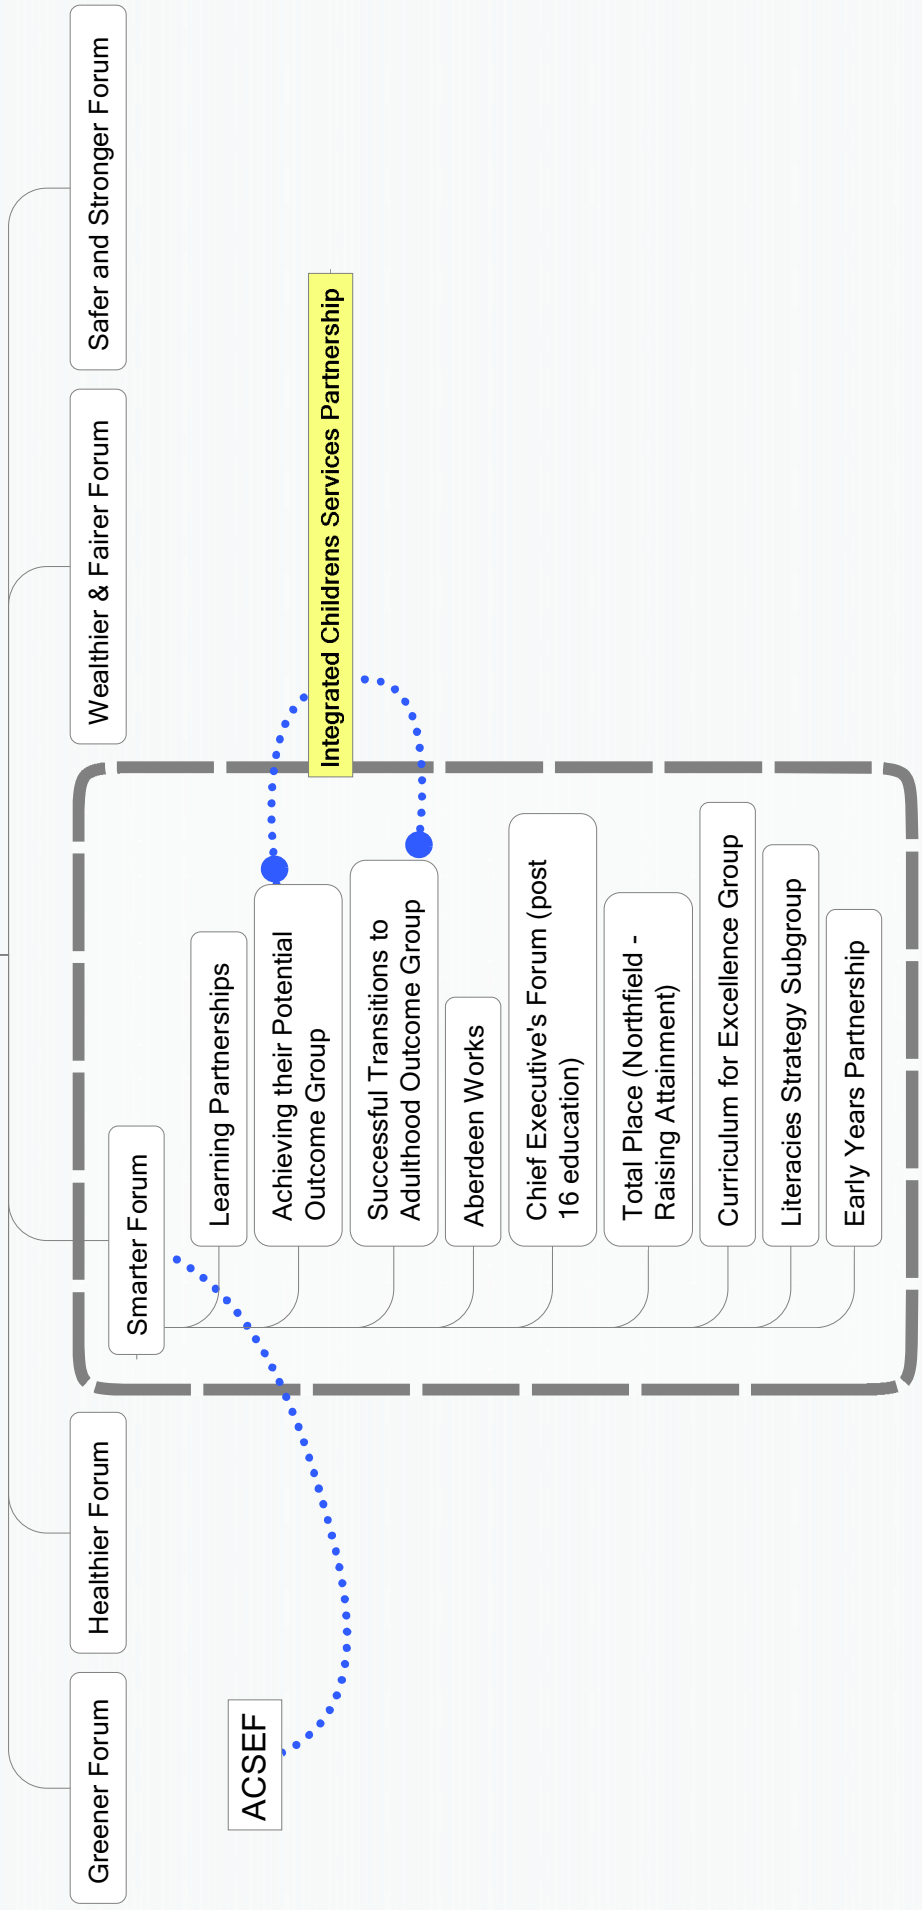 Greener Forum
Healthier Forum
Smarter Forum
Wealthier & Fairer Forum
Safer and Stronger Forum
ACSEF
Learning Partnerships
Achieving their Potential
Outcome Group
Successful Transitions to
Adulthood Outcome Group
Aberdeen Works
Chief Executive's Forum (post
16 education)
Total Place (Northfield -
Raising Attainment)
Curriculum for Excellence Group
Literacies Strategy Subgroup
Early Years Partnership
Integrated Childrens Services Partnership